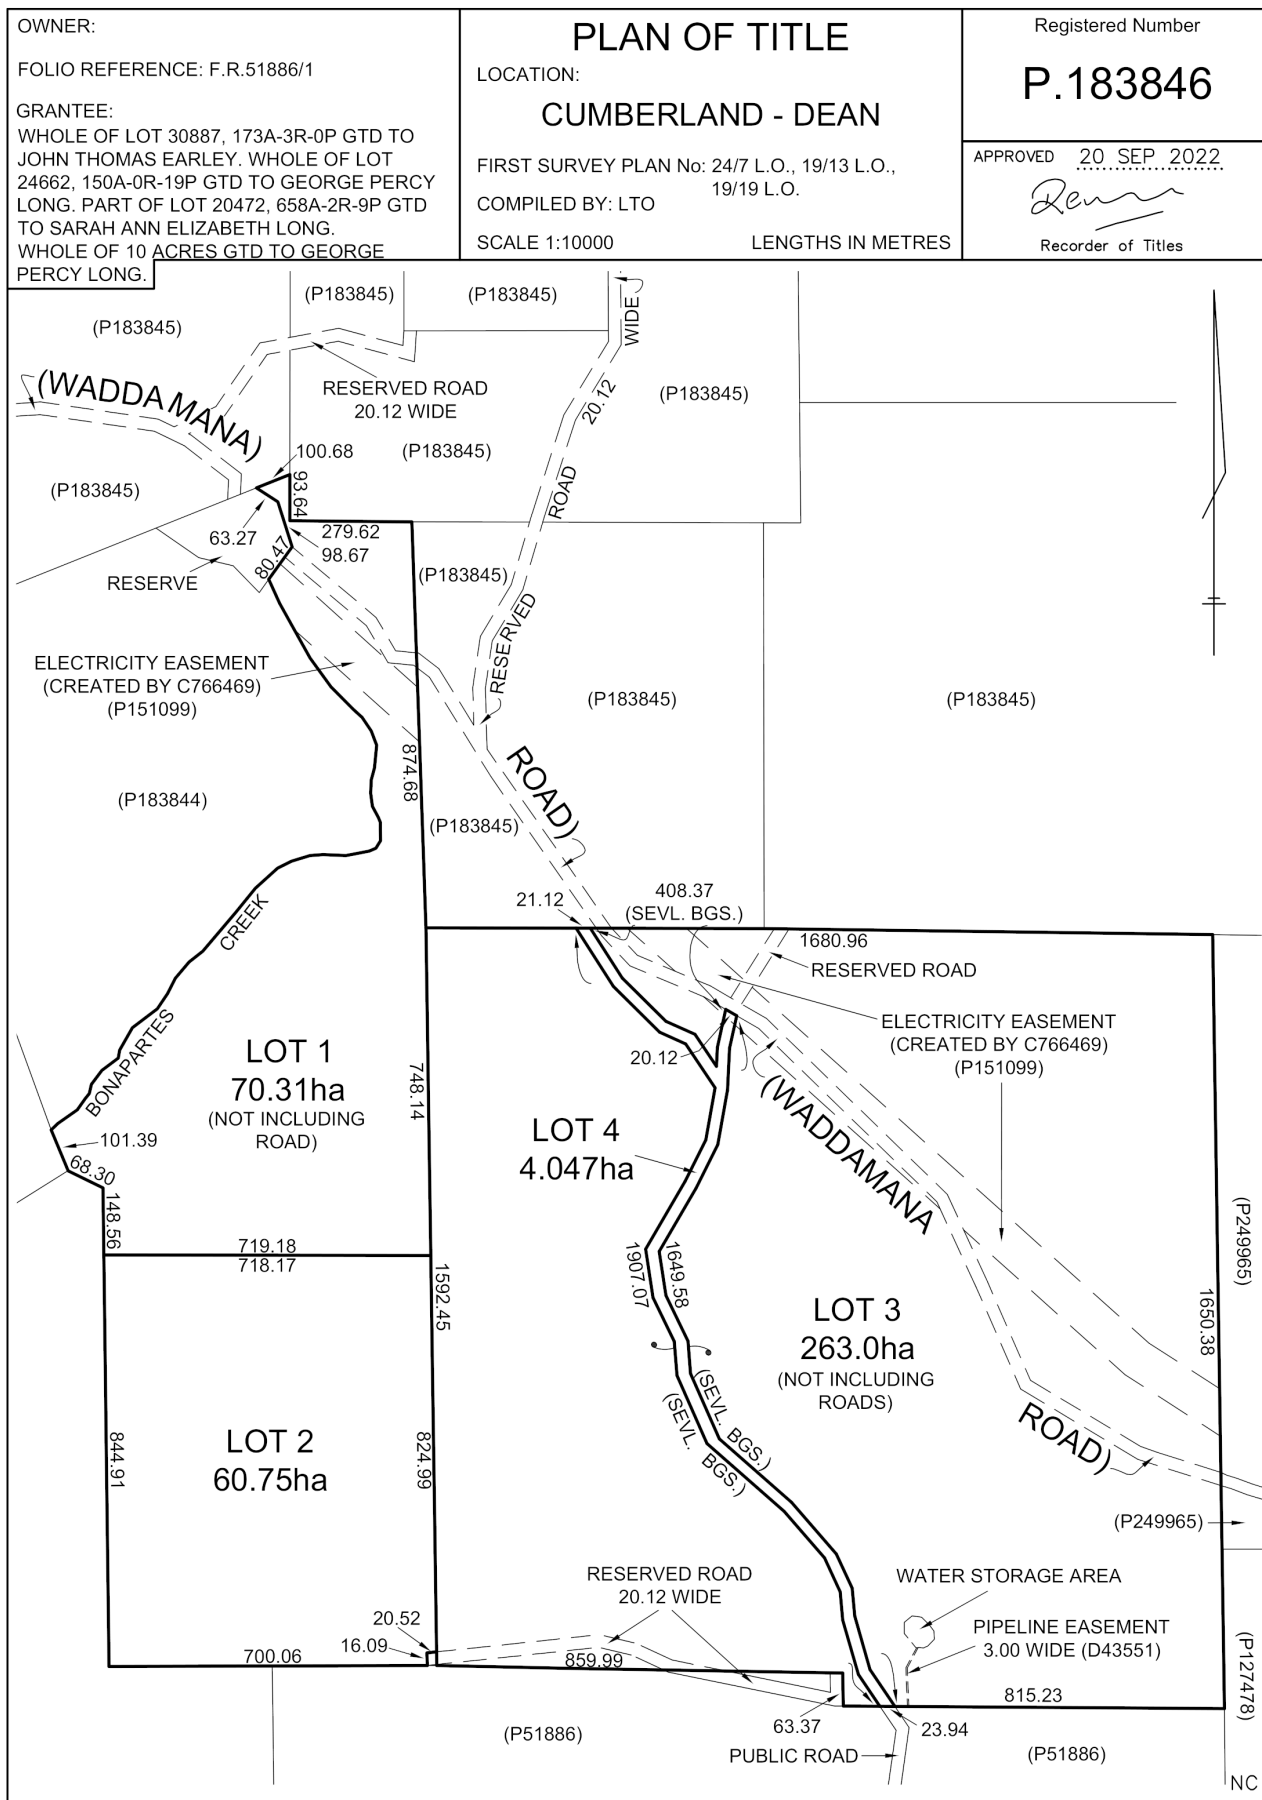 OWNER:
FOLIO REFERENCE: F.R.51886/1
GRANTEE:
WHOLE OF LOT 30887, 173A-3R-0P GTD TO
JOHN THOMAS EARLEY. WHOLE OF LOT
24662, 150A-0R-19P GTD TO GEORGE PERCY
LONG. PART OF LOT 20472, 658A-2R-9P GTD
TO SARAH ANN ELIZABETH LONG.
WHOLE OF 10 ACRES GTD TO GEORGE
PERCY LONG.
PLAN OF TITLE
LOCATION:
CUMBERLAND - DEAN
FIRST SURVEY PLAN No: 24/7 L.O., 19/13 L.O.,
19/19 L.O.
COMPILED BY: LTO
SCALE 1:10000 LENGTHS IN METRES
Registered Number
P.183846
APPROVED 20 SEP 2022
Recorder of Titles
(P183845)
(P183845)
(P183845)
WIDE
(WADDAMANA)
RESERVED ROAD
20.12 WIDE
20.12
(P183845)
(P183845)
100.68
(P183845)
93.64
ROAD
63.27
279.62
98.67
80.47
RESERVE
(P183845)
RESERVED
ELECTRICITY EASEMENT
(CREATED BY C766469)
(P151099)
(P183845)
(P183845)
874.68
ROAD)
(P183844)
(P183845)
21.12
408.37
(SEVL. BGS.)
CREEK
1680.96
RESERVED ROAD
BONAPARTES
ELECTRICITY EASEMENT
(CREATED BY C766469)
(P151099)
20.12
LOT 1
70.31ha
(NOT INCLUDING
ROAD)
748.14
(WADDAMANA
LOT 4
4.047ha
101.39
68.30
148.56
719.18
718.17
1592.45
1907.07
1649.58
(P249965)
1650.38
LOT 3
263.0ha
(NOT INCLUDING
ROADS)
(SEVL. BGS.)
(SEVL. BGS.)
ROAD)
LOT 2
60.75ha
844.91
824.99
(P249965)
RESERVED ROAD
20.12 WIDE
WATER STORAGE AREA
20.52
16.09
PIPELINE EASEMENT
3.00 WIDE (D43551)
700.06
859.99
815.23
(P127478)
63.37
23.94
(P51886)
PUBLIC ROAD
(P51886)
NC